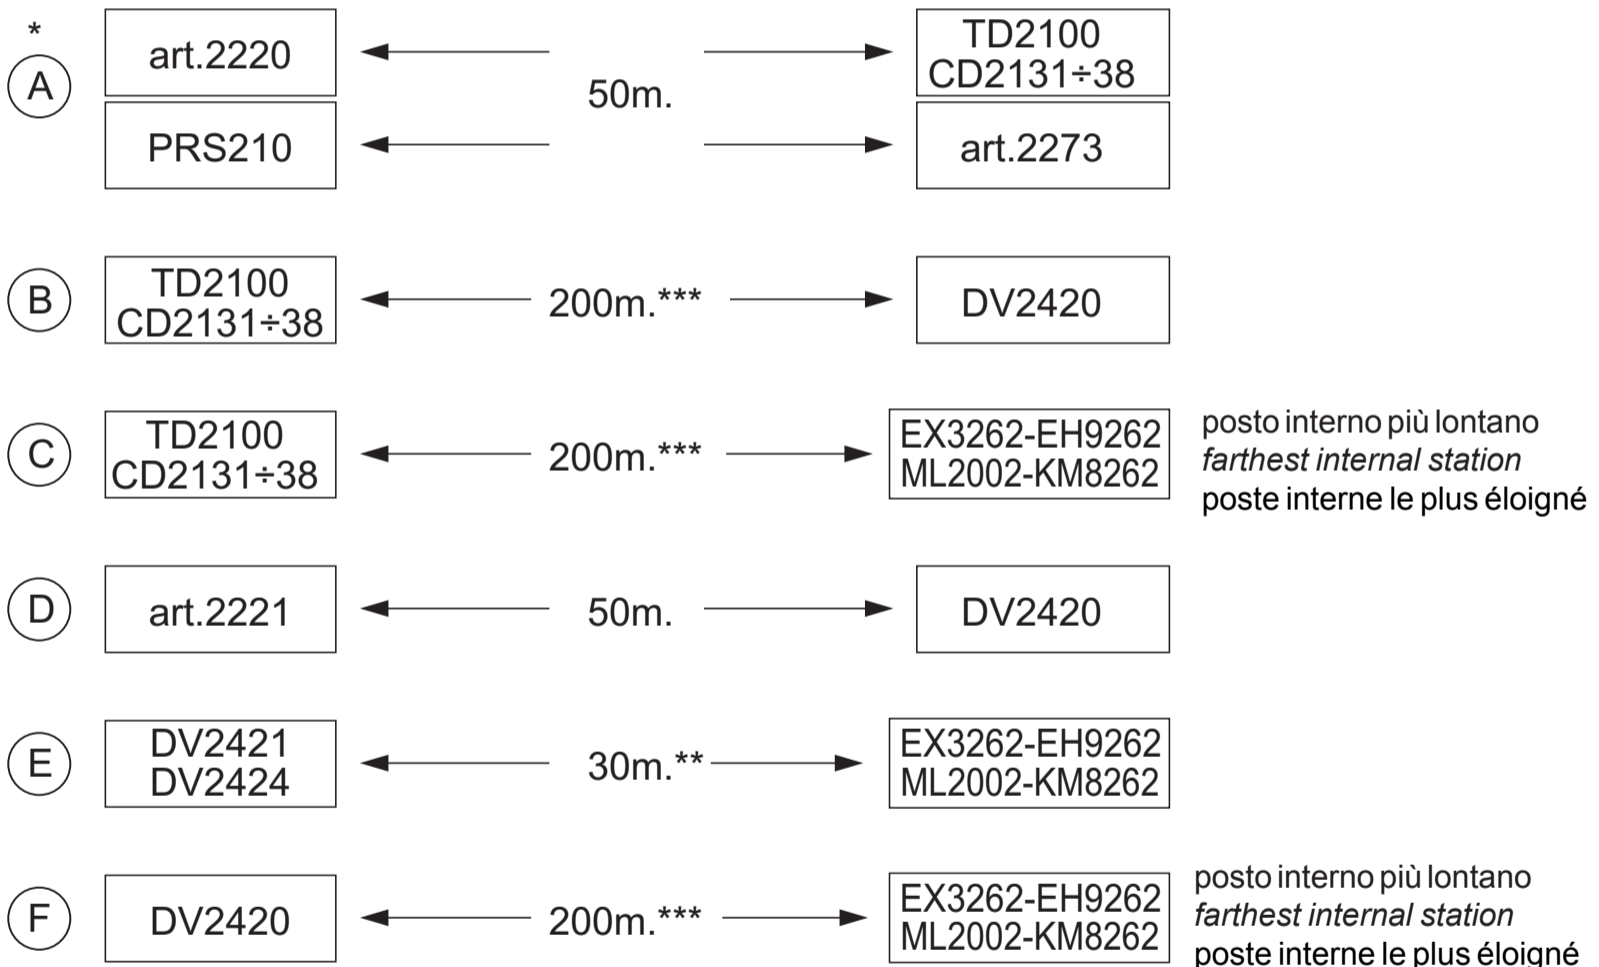 *
A
art.2220
50m.
TD2100
CD2131÷38
PRS210
art.2273
B
TD2100
CD2131÷38
200m.***
DV2420
C
TD2100
CD2131÷38
200m.***
EX3262-EH9262
ML2002-KM8262
posto interno più lontano
farthest internal station
poste interne le plus éloigné
D
art.2221
50m.
DV2420
E
DV2421
DV2424
30m.**
EX3262-EH9262
ML2002-KM8262
F
DV2420
200m.***
EX3262-EH9262
ML2002-KM8262
posto interno più lontano
farthest internal station
poste interne le plus éloigné